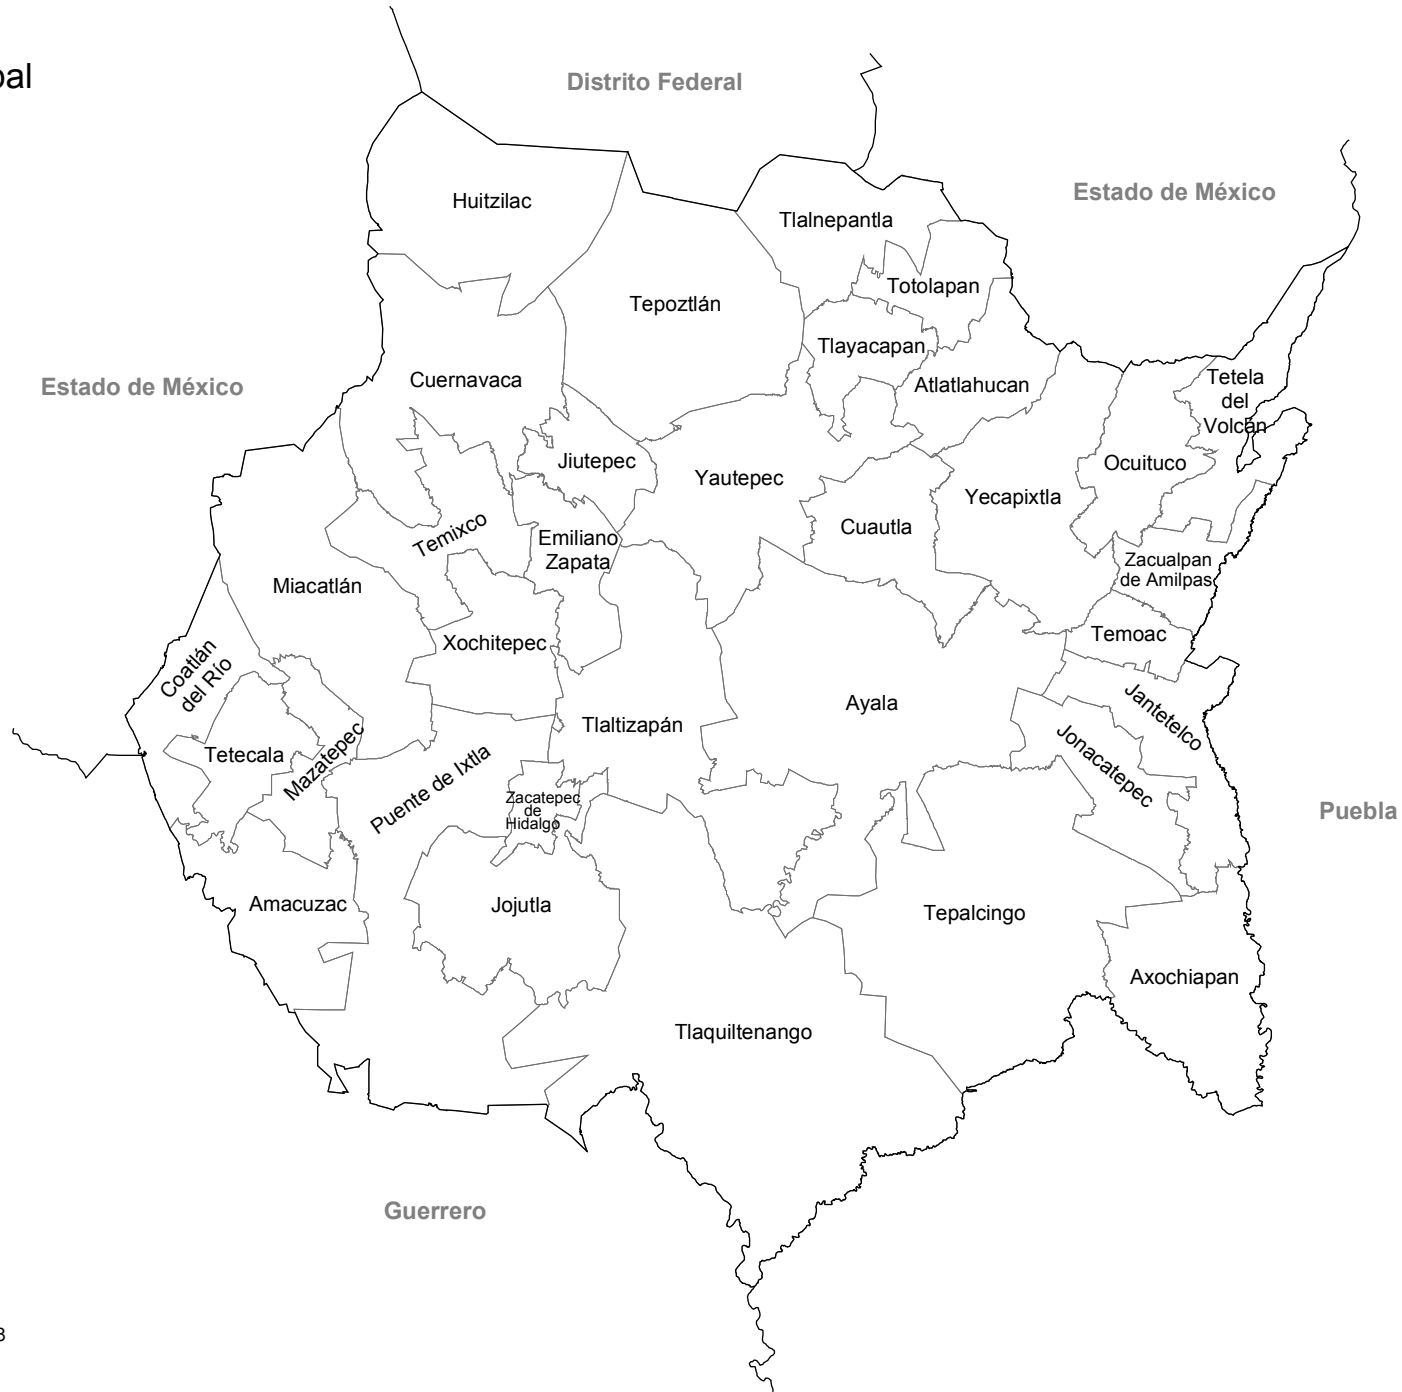 pal
Distrito Federal
Estado de México
Huitzilac
Tlalnepantla
Totolapan
Tepoztlán
Tlayacapan
Estado de México
Cuernavaca
Atlatlahucan
Tetela
del
Volcán
Jiutepec
Yautepec
Ocuituco
Yecapixtla
Temixco
Cuautla
Emiliano
Zapata
Zacualpan
de Amilpas
Miacatlán
Xochitepec
Temoac
Coatlán
del Río
Ayala
Jantetelco
Tlaltizapán
Tetecala
Mazatepec
Jonacatepec
Puente de Ixtla
Zacatepec
de
Hidalgo
Puebla
Amacuzac
Jojutla
Tepalcingo
Axochiapan
Tlaquiltenango
Guerrero
3